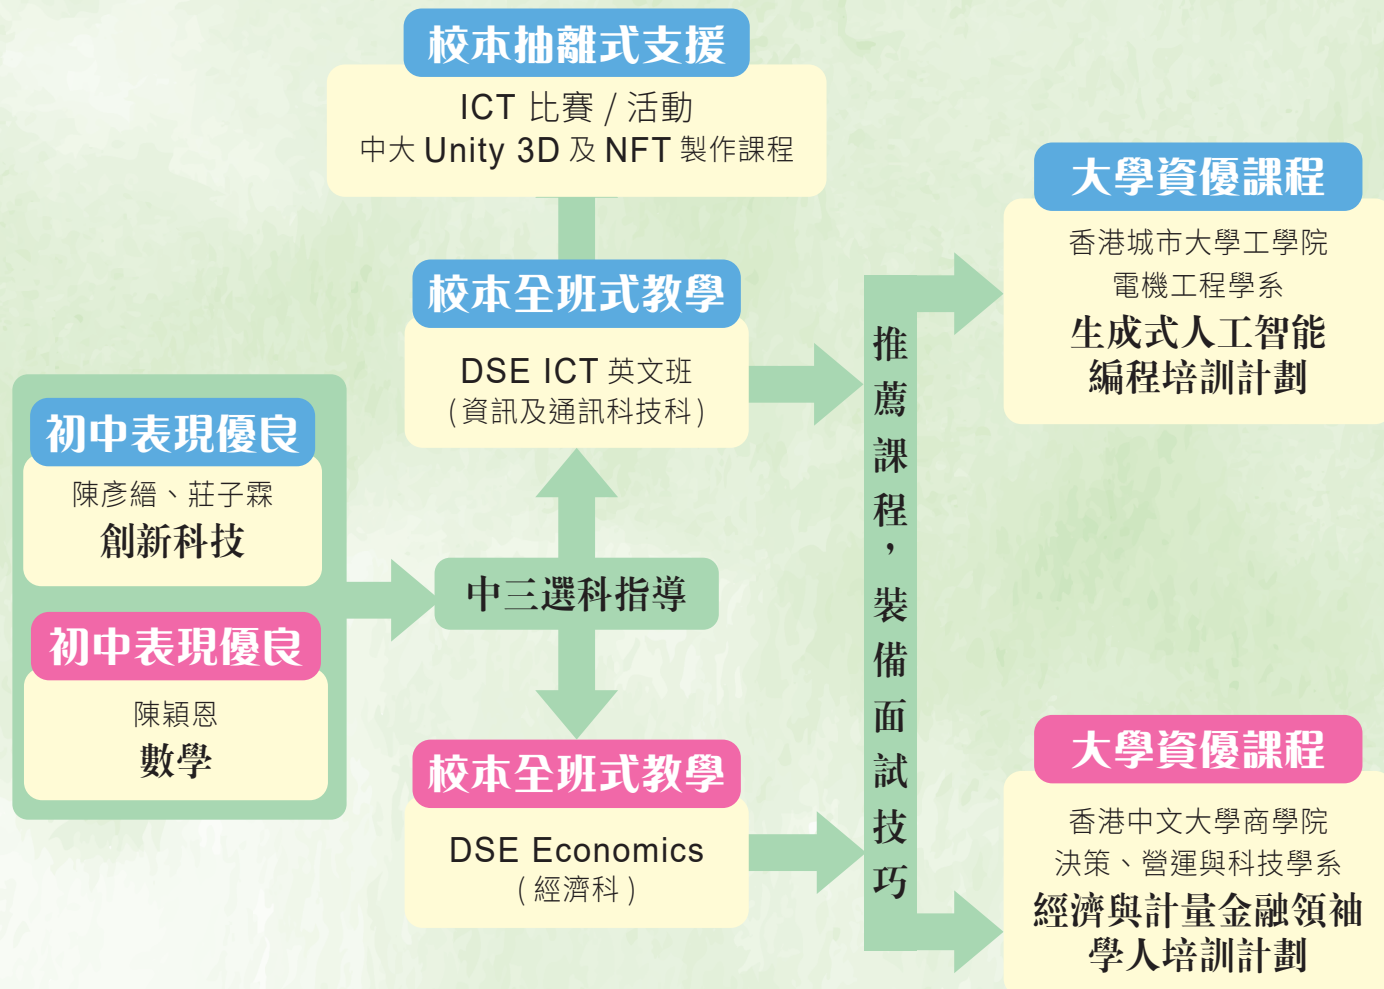 校本抽離式支援
ICT 比賽 / 活動
中大 Unity 3D 及 NFT 製作課程
校本全班式教學
DSE ICT 英文班
(資訊及通訊科技科)
初中表現優良
陳彥縉、莊子霖
創新科技
初中表現優良
陳穎恩
數學
中三選科指導
校本全班式教學
DSE Economics
(經濟科)
推薦課程，裝備面試技巧
大學資優課程
香港城市大學工學院
電機工程學系
生成式人工智能
編程培訓計劃
大學資優課程
香港中文大學商學院
決策、營運與科技學系
經濟與計量金融領袖
學人培訓計劃